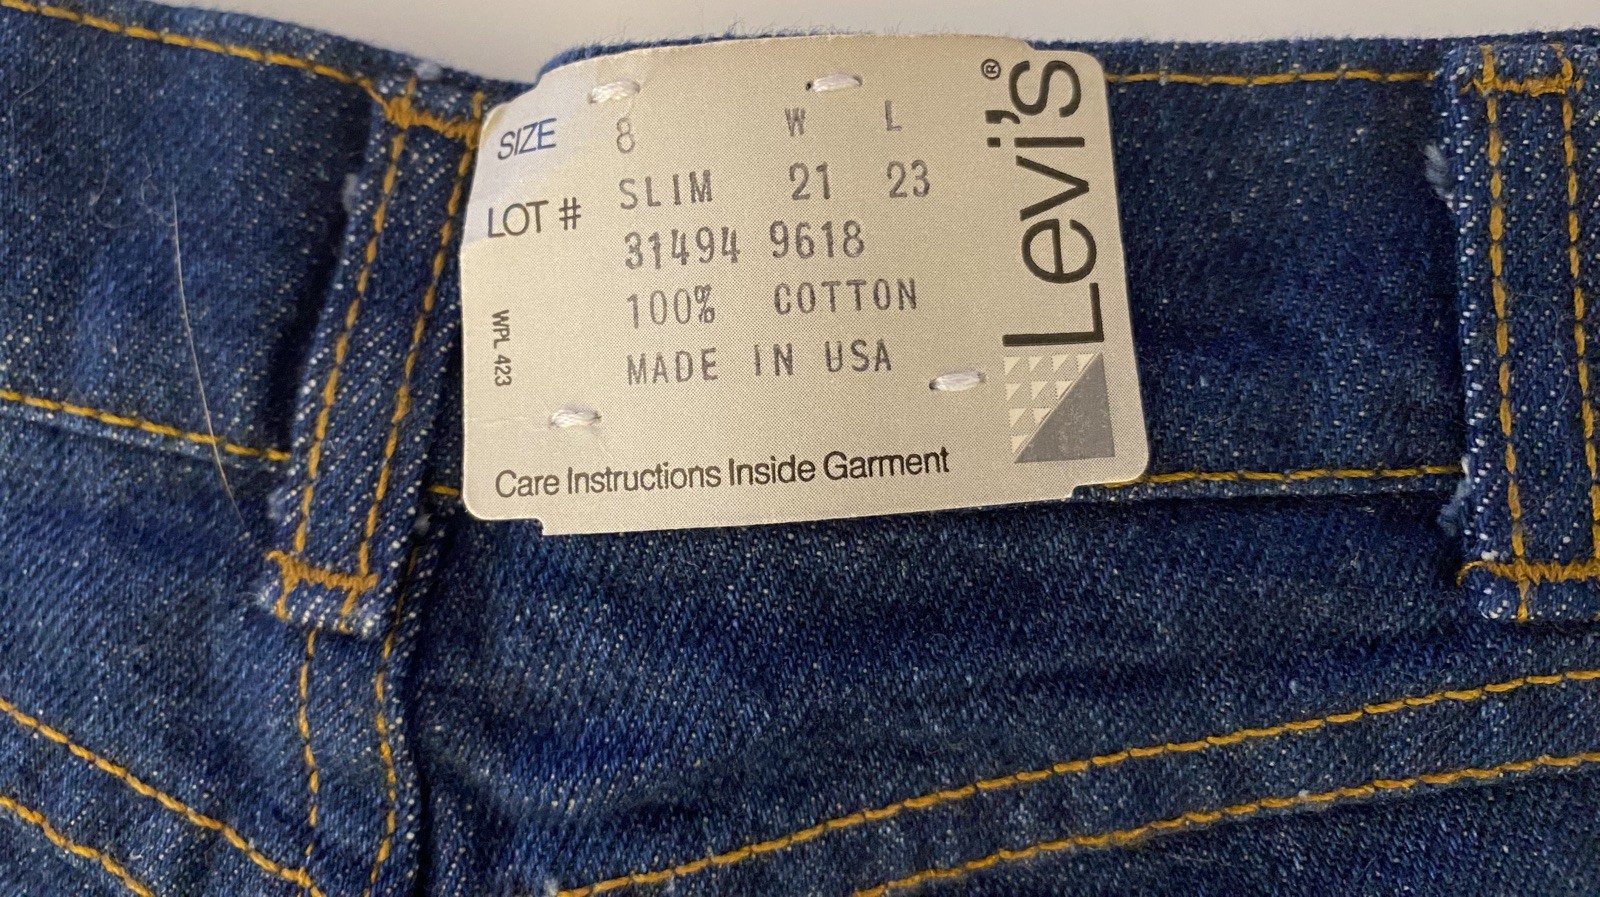 SIZE 8 W L
SLIM 21 23
LOT # 31494 9618
100% COTTON
MADE IN USA
WPL 423
Care Instructions Inside Garment
Levi's®